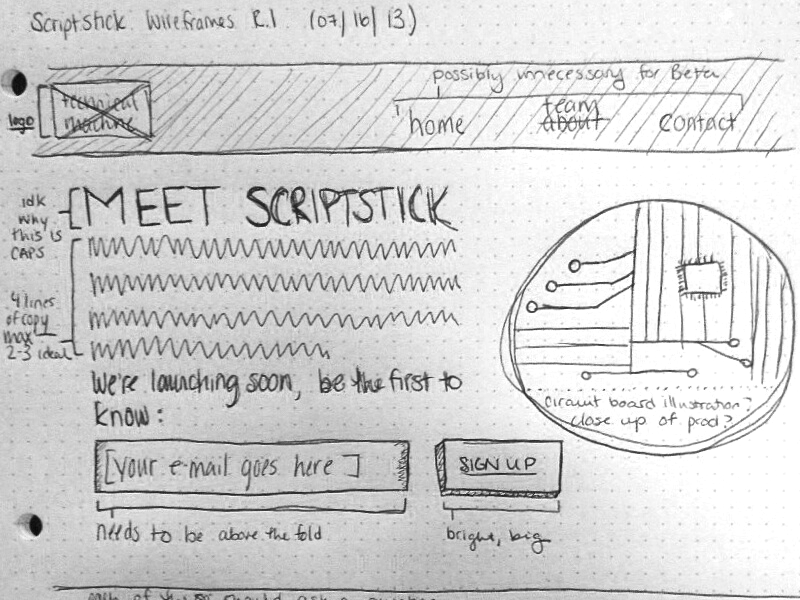 Scriptstick Wireframes R.1 (07/16/13)
possibly unnecessary for Beta
logo
technical
machine
home
team
about
contact
idk
why
this is
CAPS
MEET SCRIPTSTICK
4 lines
of copy
max
2-3 ideal
We're launching soon, be the first to
know:
circuit board illustration?
close up of prod?
[your e-mail goes here]
SIGN UP
needs to be above the fold
bright, big